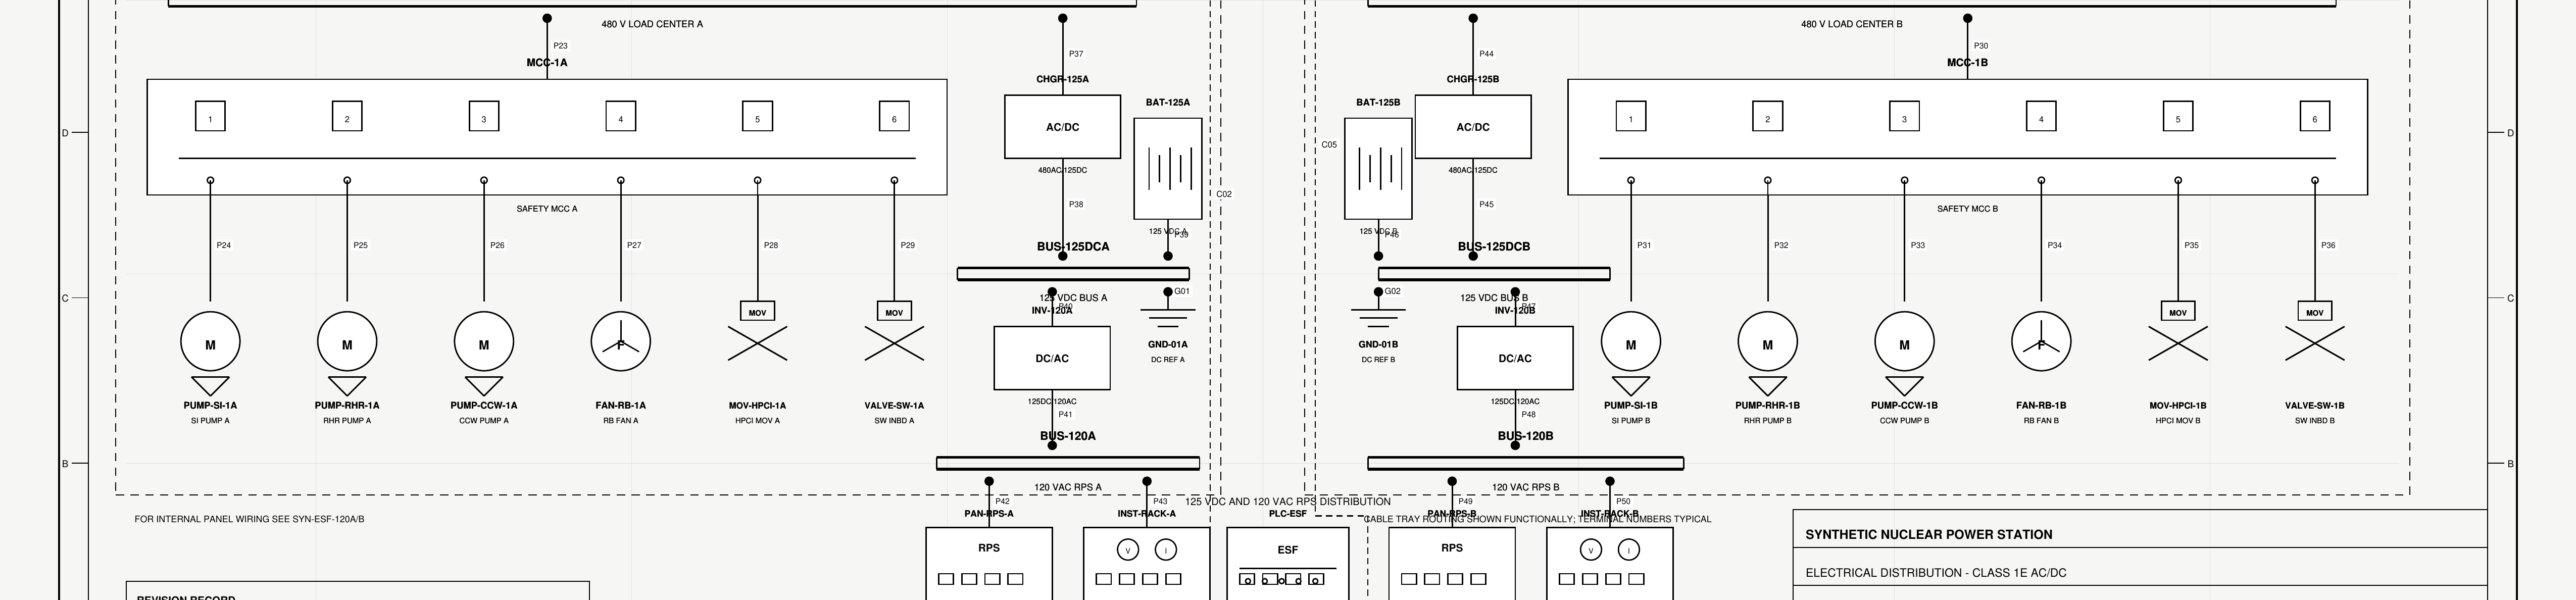 480 V LOAD CENTER A
480 V LOAD CENTER B
P23
P37
P44
P30
MCC-1A
MCC-1B
CHGR-125A
CHGR-125B
BAT-125A
BAT-125B
1 2 3 4 5 6
AC/DC
AC/DC
1 2 3 4 5 6
D
D
C05
480AC/125DC
480AC/125DC
C02
SAFETY MCC A
P38
P45
SAFETY MCC B
125 VDC A
P39
125 VDC B
P46
P24 P25 P26 P27 P28 P29
BUS-125DCA
BUS-125DCB
P31 P32 P33 P34 P35 P36
C
C
125 VDC BUS A
G01
G02
125 VDC BUS B
P40
P47
INV-120A
INV-120B
MOV MOV
MOV MOV
M M M F
DC/AC
GND-01A
GND-01B
DC/AC
M M M F
DC REF A
DC REF B
125DC/120AC
125DC/120AC
PUMP-SI-1A PUMP-RHR-1A PUMP-CCW-1A FAN-RB-1A MOV-HPCI-1A VALVE-SW-1A
PUMP-SI-1B PUMP-RHR-1B PUMP-CCW-1B FAN-RB-1B MOV-HPCI-1B VALVE-SW-1B
SI PUMP A RHR PUMP A CCW PUMP A RB FAN A HPCI MOV A SW INBD A
P41
P48
SI PUMP B RHR PUMP B CCW PUMP B RB FAN B HPCI MOV B SW INBD B
BUS-120A
BUS-120B
B
B
120 VAC RPS A
120 VAC RPS B
P42
P43
125 VDC AND 120 VAC RPS DISTRIBUTION
P49
P50
PAN-RPS-A
INST-RACK-A
PLC-ESF
PAN-RPS-B
INST-RACK-B
FOR INTERNAL PANEL WIRING SEE SYN-ESF-120A/B
CABLE TRAY ROUTING SHOWN FUNCTIONALLY; TERMINAL NUMBERS TYPICAL
SYNTHETIC NUCLEAR POWER STATION
RPS
V I
ESF
RPS
V I
ELECTRICAL DISTRIBUTION - CLASS 1E AC/DC
REVISION RECORD